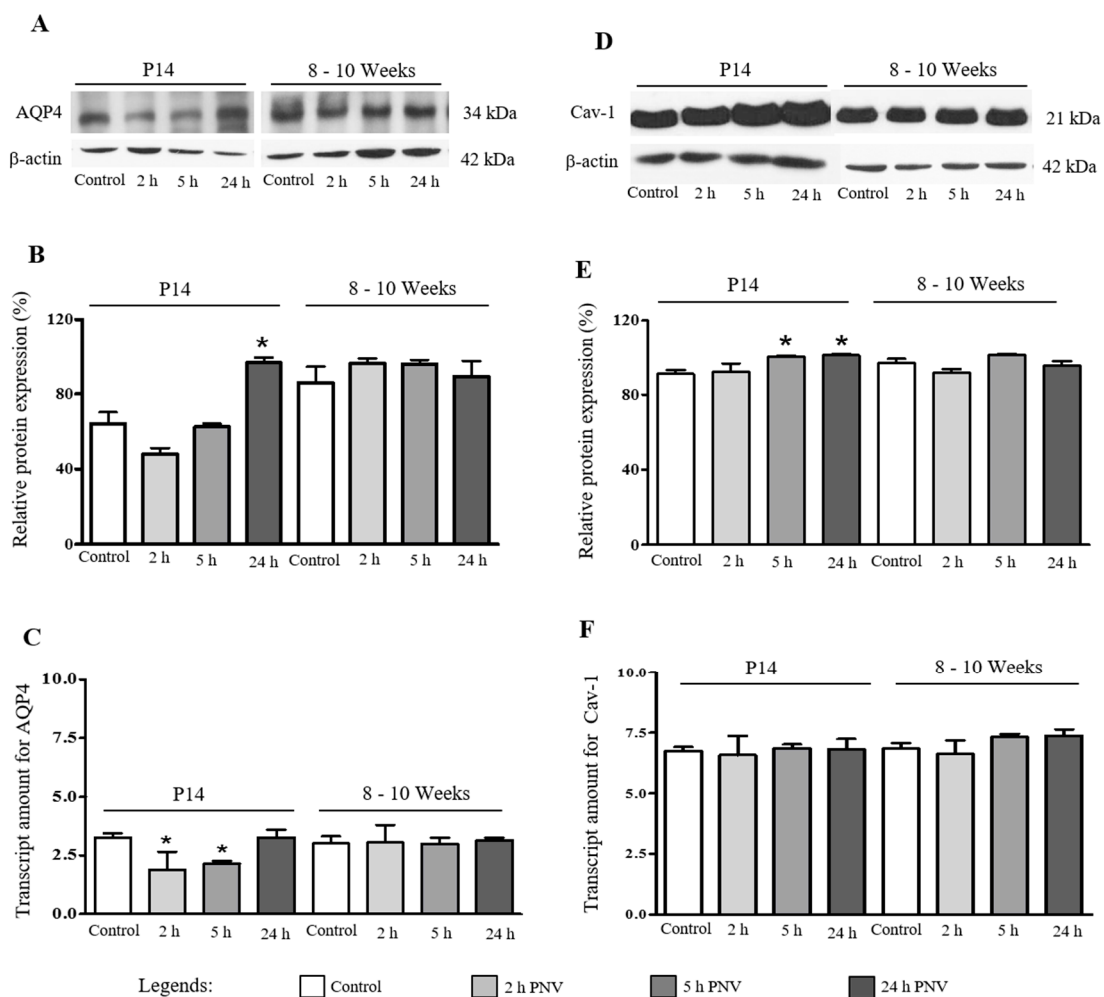 A
P14
8 - 10 Weeks
AQP4
34 kDa
β-actin
42 kDa
Control 2 h 5 h 24 h Control 2 h 5 h 24 h
B
P14
8 - 10 Weeks
Relative protein expression (%)
120
80
40
0
Control 2 h 5 h 24 h Control 2 h 5 h 24 h
*
C
Transcript amount for AQP4
10.0
7.5
5.0
2.5
0.0
P14
8 - 10 Weeks
* *
Control 2 h 5 h 24 h Control 2 h 5 h 24 h
D
P14
8 - 10 Weeks
Cav-1
21 kDa
β-actin
42 kDa
Control 2 h 5 h 24 h Control 2 h 5 h 24 h
E
P14
8 - 10 Weeks
Relative protein expression (%)
120
80
40
0
* *
Control 2 h 5 h 24 h Control 2 h 5 h 24 h
F
P14
8 - 10 Weeks
Transcript amount for Cav-1
10.0
7.5
5.0
2.5
0.0
Control 2 h 5 h 24 h Control 2 h 5 h 24 h
Legends: Control 2 h PNV 5 h PNV 24 h PNV